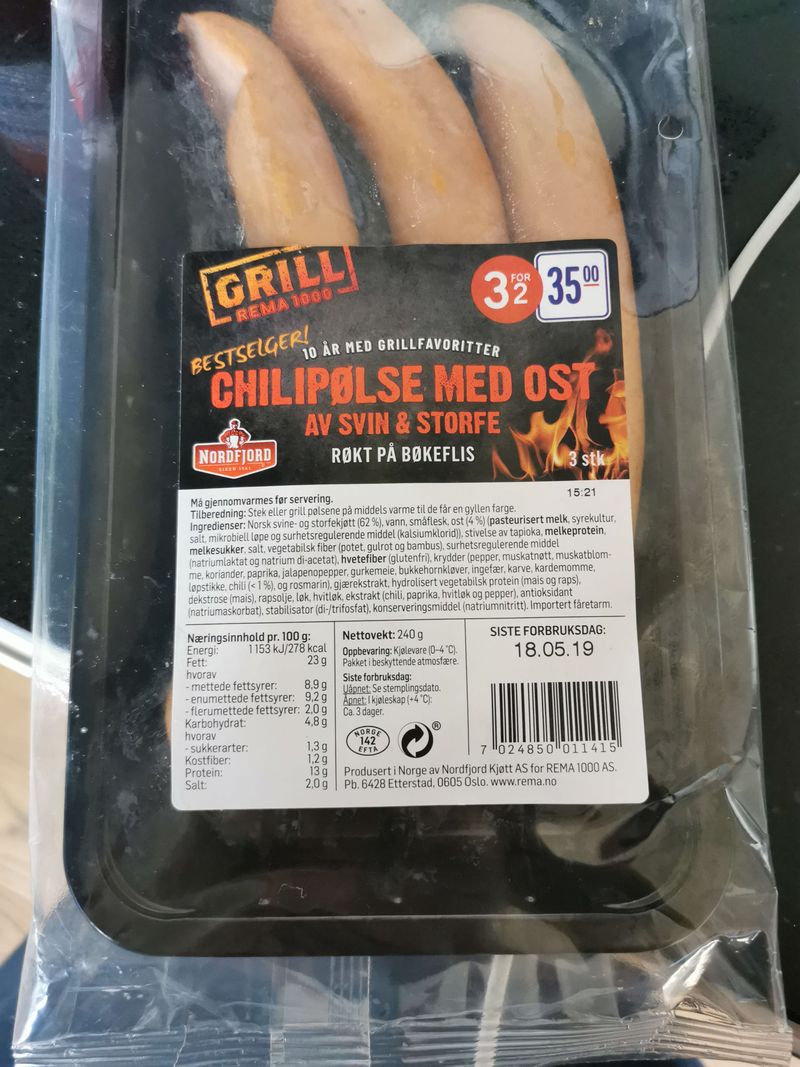 GRILL
REMA 1000
3 FOR 2
35 00
BESTSELGER!
10 ÅR MED GRILLFAVORITTER
CHILIPØLSE MED OST
AV SVIN & STORFE
NORDFJORD
SIDEN 1961
RØKT PÅ BØKEFLIS
3 stk
15:21
Må gjennomvarmes før servering.
Tilberedning: Stek eller grill pølsene på middels varme til de får en gyllen farge.
Ingredienser: Norsk svine- og storfekjøtt (62 %), vann, småflesk, ost (4 %) (pasteurisert melk, syrekultur,
salt, mikrobiell løpe og surhetsregulerende middel (kalsiumklorid)), stivelse av tapioka, melkeprotein,
melkesukker, salt, vegetabilsk fiber (potet, gulrot og bambus), surhetsregulerende middel
(natriumlaktat og natrium di-acetat), hvetefiber (glutenfri), krydder (pepper, muskatnøtt, muskatblom-
me, koriander, paprika, jalapenopepper, gurkemeie, bukkehornkløver, ingefær, karve, kardemomme,
løpstikke, chili (< 1 %), og rosmarin), gjærekstrakt, hydrolisert vegetabilsk protein (mais og raps),
dekstrose (mais), rapsolje, løk, hvitløk, ekstrakt (chili, paprika, hvitløk og pepper), antioksidant
(natriumaskorbat), stabilisator (di-/trifosfat), konserveringsmiddel (natriumnitritt). Importert fåretarm.
Næringsinnhold pr. 100 g:
Energi: 1153 kJ/278 kcal
Fett: 23 g
hvorav
- mettede fettsyrer: 8,9 g
- enumettede fettsyrer: 9,2 g
- flerumettede fettsyrer: 2,0 g
Karbohydrat: 4,8 g
hvorav
- sukkerarter: 1,3 g
Kostfiber: 1,2 g
Protein: 13 g
Salt: 2,0 g
Nettovekt: 240 g
Oppbevaring: Kjølevare (0-4 °C).
Pakket i beskyttende atmosfære.
Siste forbruksdag:
Uåpnet: Se stemplingsdato.
Åpnet: I kjøleskap (+4 °C):
Ca. 3 dager.
NORGE
142
EFTA
®
SISTE FORBRUKSDAG:
18.05.19
7 024850 011415
Produsert i Norge av Nordfjord Kjøtt AS for REMA 1000 AS.
Pb. 6428 Etterstad, 0605 Oslo. www.rema.no